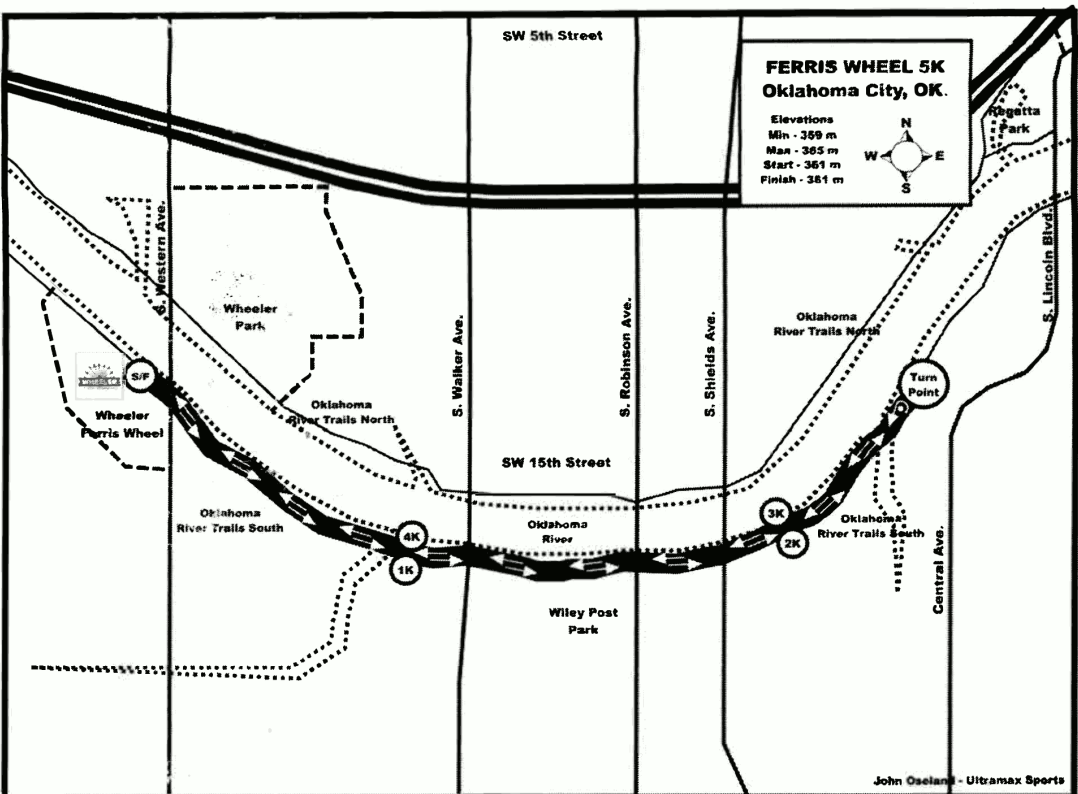 SW 5th Street
FERRIS WHEEL 5K
Oklahoma City, OK.
Elevations
Min - 359 m
Max - 365 m
Start - 361 m
Finish - 361 m
N
W
E
S
Regatta
Park
S. Western Ave.
Wheeler
Park
S. Walker Ave.
S. Robinson Ave.
S. Shields Ave.
Oklahoma
River Trails North
S. Lincoln Blvd.
S/F
Turn
Point
Wheeler
Ferris Wheel
Oklahoma
River Trails North
SW 15th Street
Oklahoma
River Trails South
Oklahoma
River
4K
1K
3K
2K
Oklahoma
River Trails South
Central Ave.
Wiley Post
Park
John Oseland - Ultramax Sports